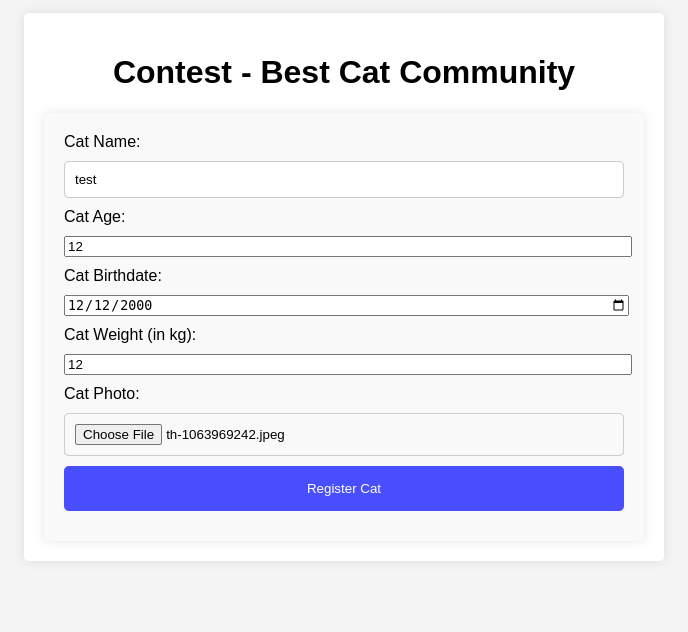 Contest - Best Cat Community
Cat Name:
test
Cat Age:
12
Cat Birthdate:
12/12/2000
Cat Weight (in kg):
12
Cat Photo:
Choose File th-1063969242.jpeg
Register Cat